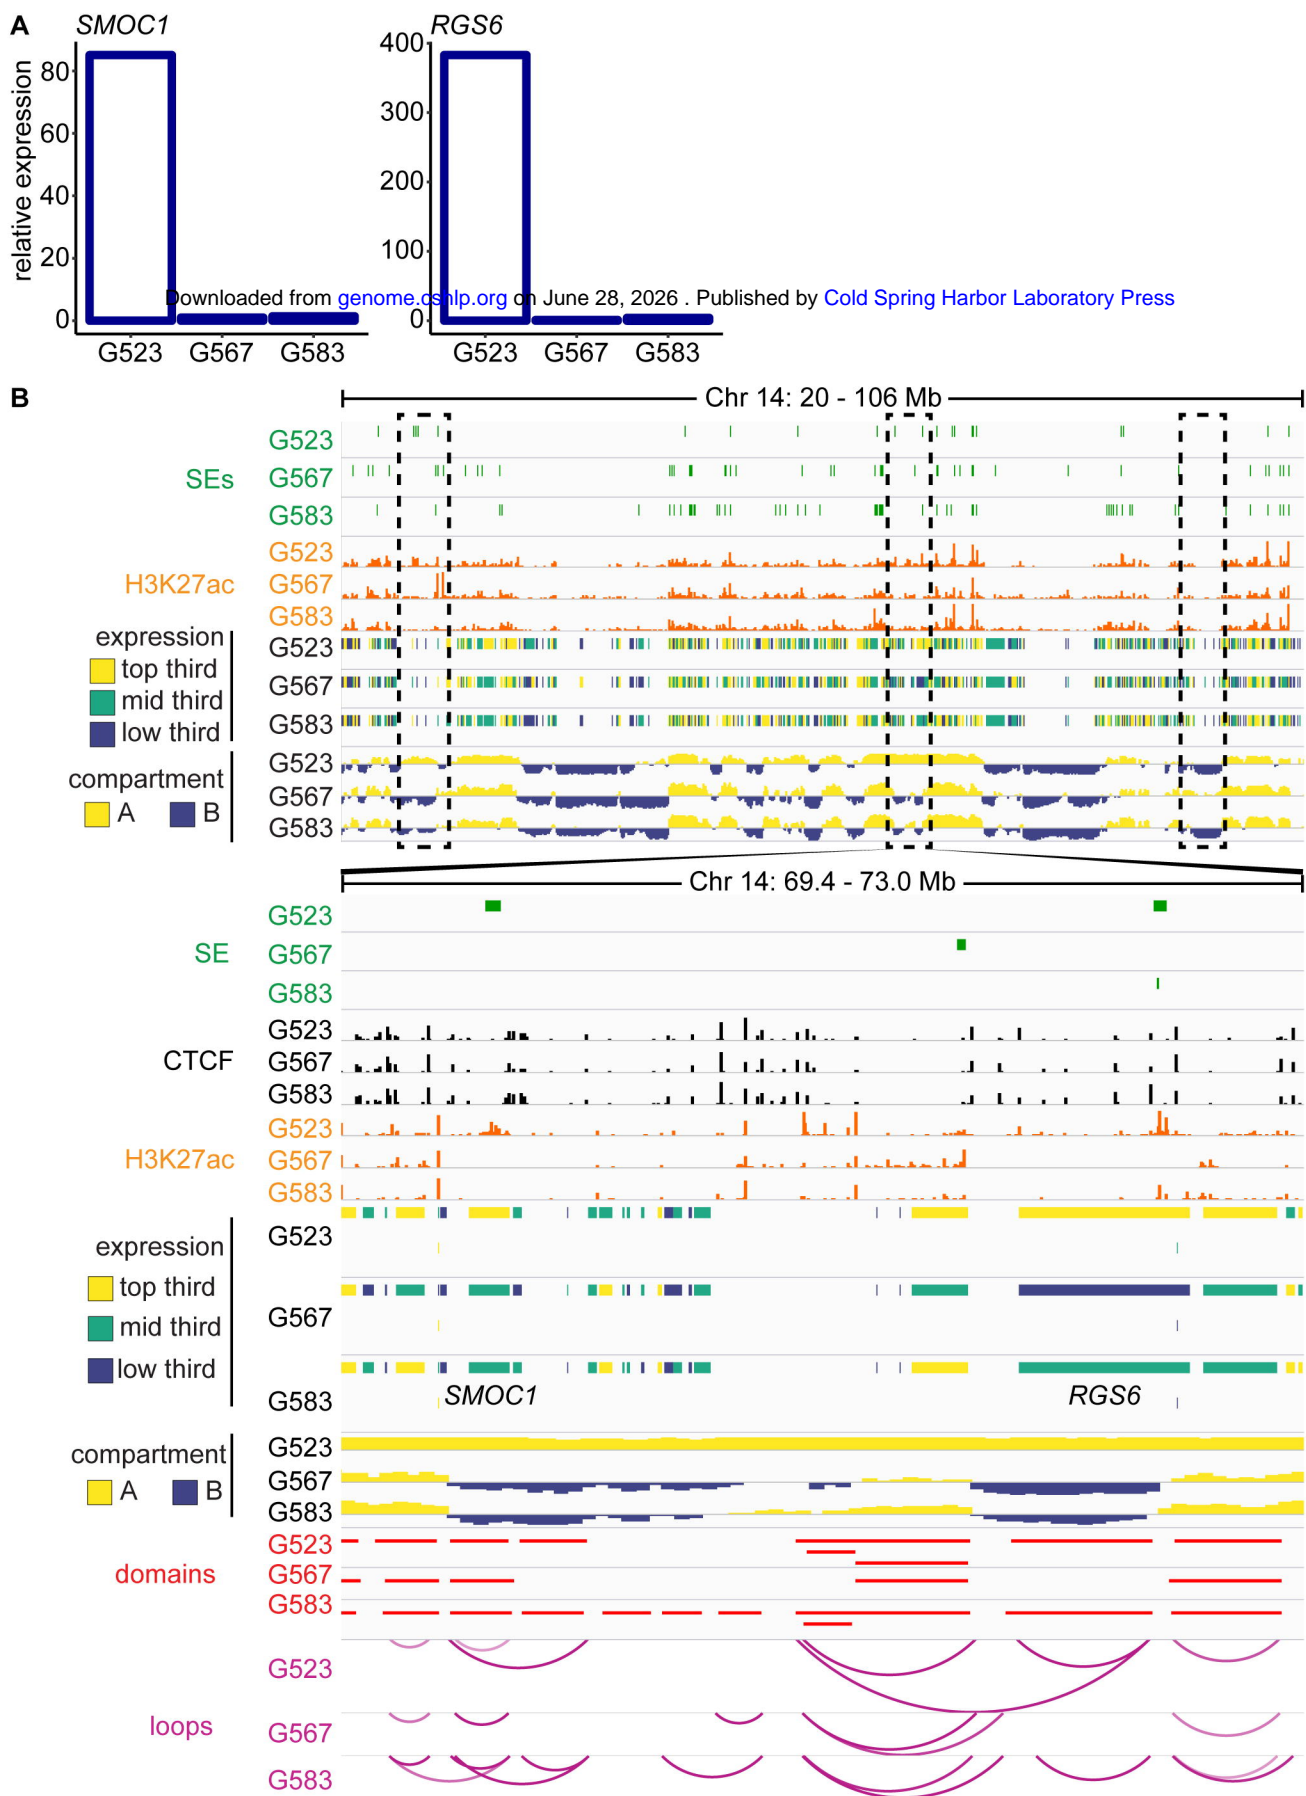 A
SMOC1
RGS6
relative expression
80
60
40
20
0
400
300
200
100
0
Downloaded from genome.cshlp.org on June 28, 2026 . Published by Cold Spring Harbor Laboratory Press
G523 G567 G583
G523 G567 G583
B
Chr 14: 20 - 106 Mb
SEs
G523
G567
G583
H3K27ac
G523
G567
G583
expression
top third
mid third
low third
G523
G567
G583
compartment
A B
G523
G567
G583
Chr 14: 69.4 - 73.0 Mb
SE
G523
G567
G583
CTCF
G523
G567
G583
H3K27ac
G523
G567
G583
expression
top third
mid third
low third
G523
G567
G583
SMOC1
RGS6
compartment
A B
G523
G567
G583
domains
G523
G567
G583
loops
G523
G567
G583